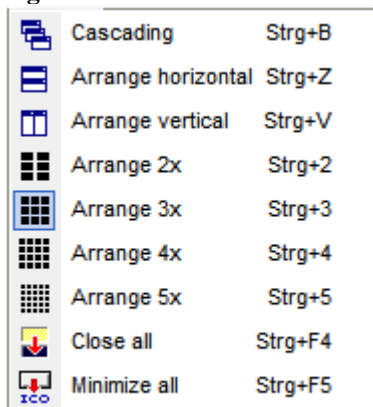 Cascading Strg+B
Arrange horizontal Strg+Z
Arrange vertical Strg+V
Arrange 2x Strg+2
Arrange 3x Strg+3
Arrange 4x Strg+4
Arrange 5x Strg+5
Close all Strg+F4
ICO Minimize all Strg+F5